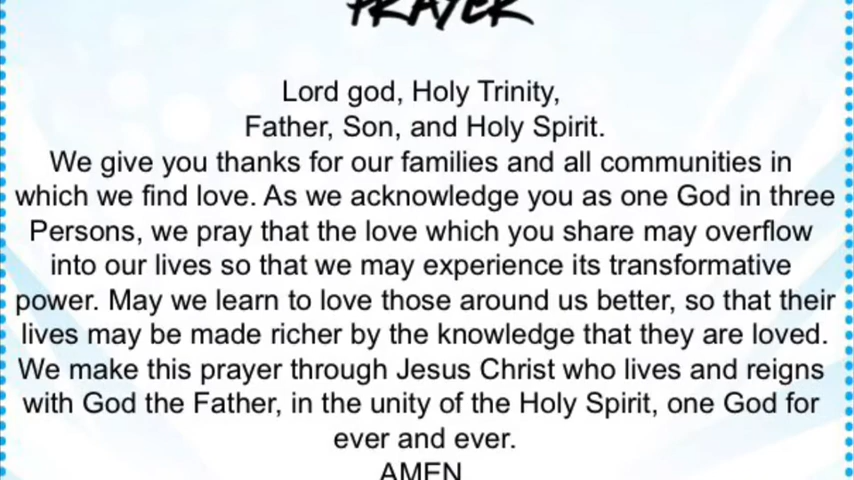 PRAYER
Lord god, Holy Trinity,
Father, Son, and Holy Spirit.
We give you thanks for our families and all communities in
which we find love. As we acknowledge you as one God in three
Persons, we pray that the love which you share may overflow
into our lives so that we may experience its transformative
power. May we learn to love those around us better, so that their
lives may be made richer by the knowledge that they are loved.
We make this prayer through Jesus Christ who lives and reigns
with God the Father, in the unity of the Holy Spirit, one God for
ever and ever.
AMEN